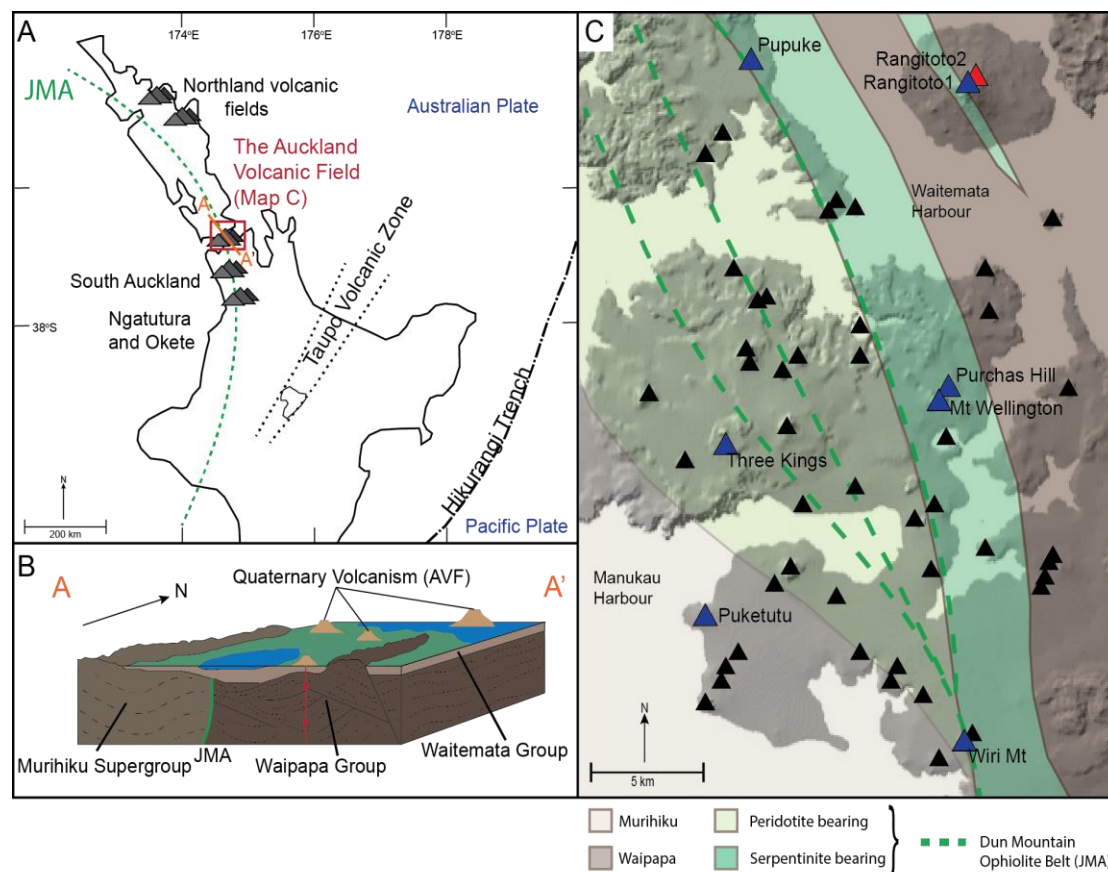 A
174°E
176°E
178°E
JMA
Northland volcanic
fields
Australian Plate
The Auckland
Volcanic Field
(Map C)
A
A'
South Auckland
Ngatutura
and Okete
38°S
Taupo Volcanic Zone
Hikurangi Trench
Pacific Plate
N
200 km
B
A
N
Quaternary Volcanism (AVF)
A'
Murihiku Supergroup
JMA
Waipapa Group
Waitemata Group
C
Pupuke
Rangitoto2
Rangitoto1
Waitemata
Harbour
Purchas Hill
Mt Wellington
Three Kings
Manukau
Harbour
Puketutu
N
5 km
Wiri Mt
Murihiku
Peridotite bearing
Waipapa
Serpentinite bearing
Dun Mountain
Ophiolite Belt (JMA)